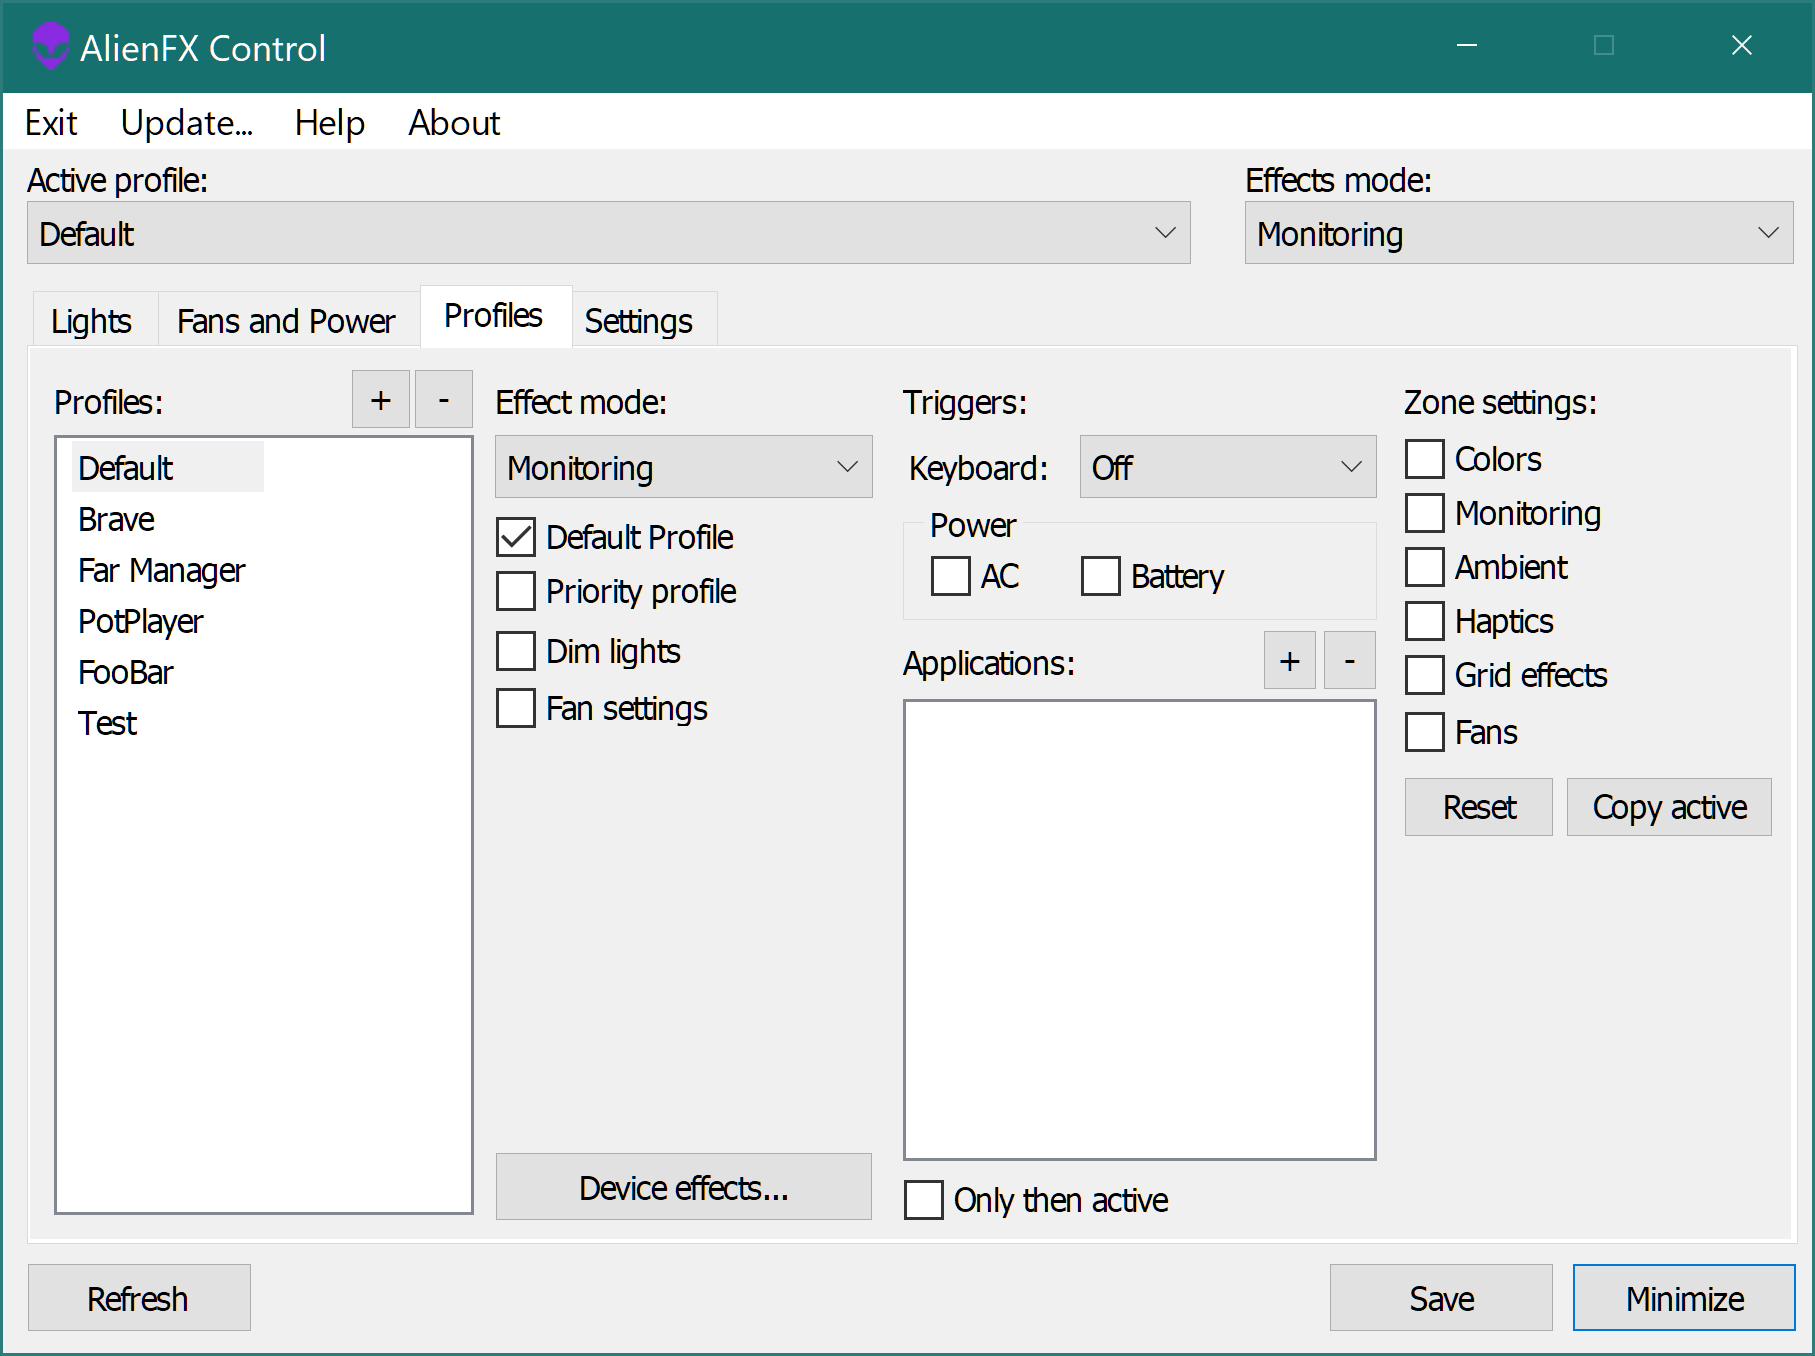 AlienFX Control
Exit Update... Help About
Active profile:
Effects mode:
Default
Monitoring
Lights Fans and Power Profiles Settings
Profiles:
+ -
Default
Brave
Far Manager
PotPlayer
FooBar
Test
Effect mode:
Monitoring
Default Profile
Priority profile
Dim lights
Fan settings
Device effects...
Triggers:
Keyboard: Off
Power
AC Battery
Applications:
+ -
Only then active
Zone settings:
Colors
Monitoring
Ambient
Haptics
Grid effects
Fans
Reset Copy active
Refresh
Save Minimize